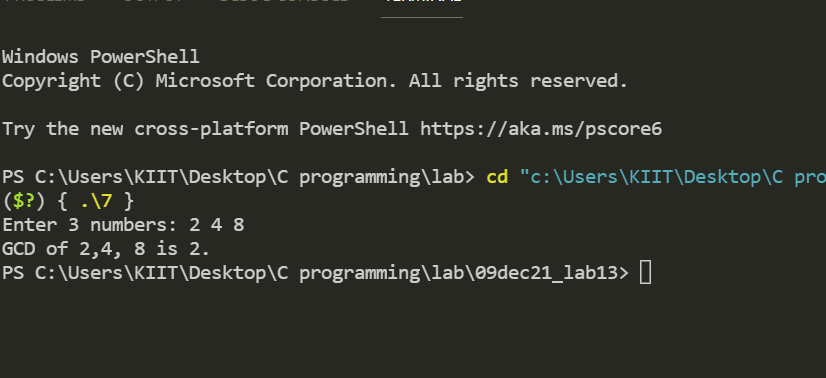 TERMINAL
Windows PowerShell
Copyright (C) Microsoft Corporation. All rights reserved.
Try the new cross-platform PowerShell https://aka.ms/pscore6
PS C:\Users\KIIT\Desktop\C programming\lab> cd "c:\Users\KIIT\Desktop\C pro
($?) { .\7 }
Enter 3 numbers: 2 4 8
GCD of 2,4, 8 is 2.
PS C:\Users\KIIT\Desktop\C programming\lab\09dec21_lab13>